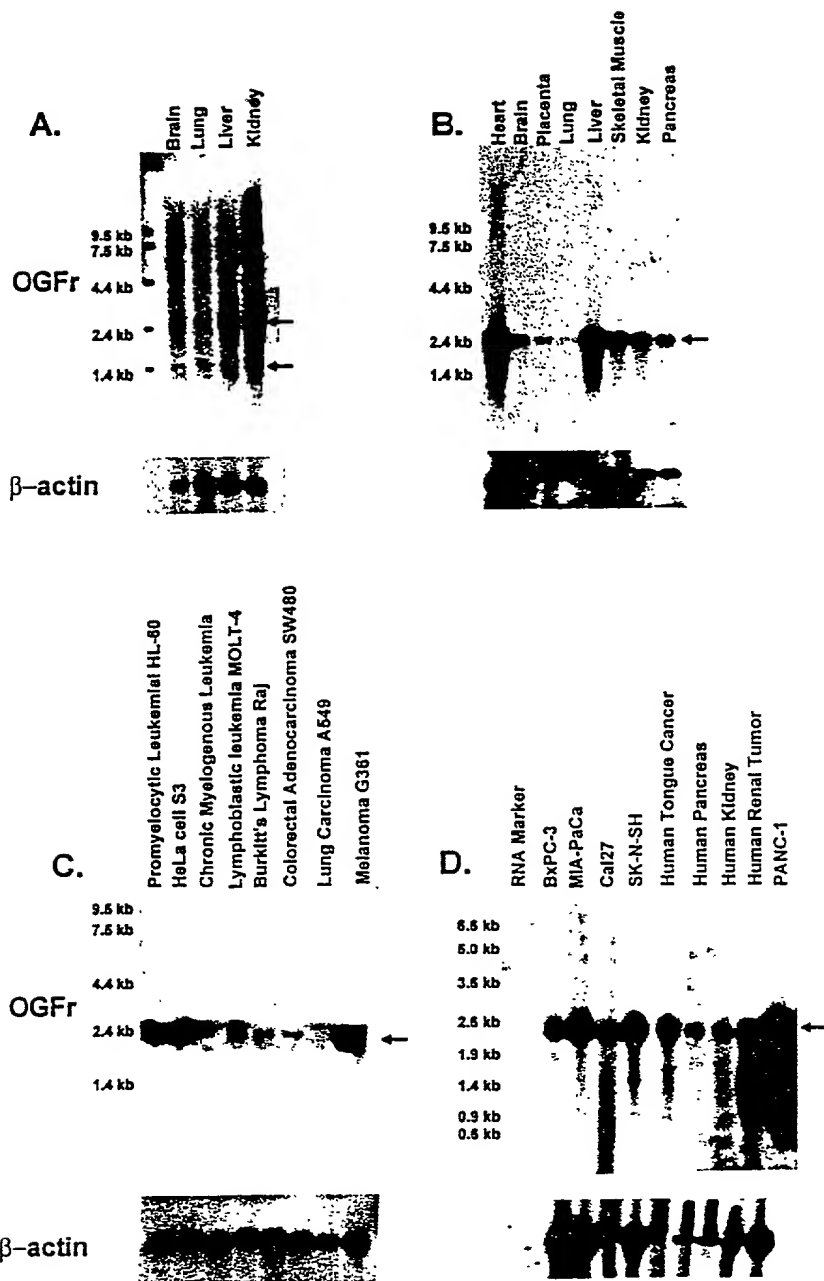 A.
Brain
Lung
Liver
Kidney
9.5 kb
7.5 kb
4.4 kb
2.4 kb
1.4 kb
OGFr
β–actin
B.
Heart
Brain
Placenta
Lung
Liver
Skeletal Muscle
Kidney
Pancreas
9.5 kb
7.5 kb
4.4 kb
2.4 kb
1.4 kb
C.
Promyelocytic Leukemial HL-60
HeLa cell S3
Chronic Myelogenous Leukemia
Lymphoblastic leukemia MOLT-4
Burkitt's Lymphoma Raj
Colorectal Adenocarcinoma SW480
Lung Carcinoma A549
Melanoma G361
9.5 kb
7.5 kb
4.4 kb
2.4 kb
1.4 kb
OGFr
β–actin
D.
RNA Marker
BxPC-3
MIA-PaCa
Cal27
SK-N-SH
Human Tongue Cancer
Human Pancreas
Human Kidney
Human Renal Tumor
PANC-1
6.5 kb
5.0 kb
3.5 kb
2.5 kb
1.9 kb
1.4 kb
0.9 kb
0.5 kb